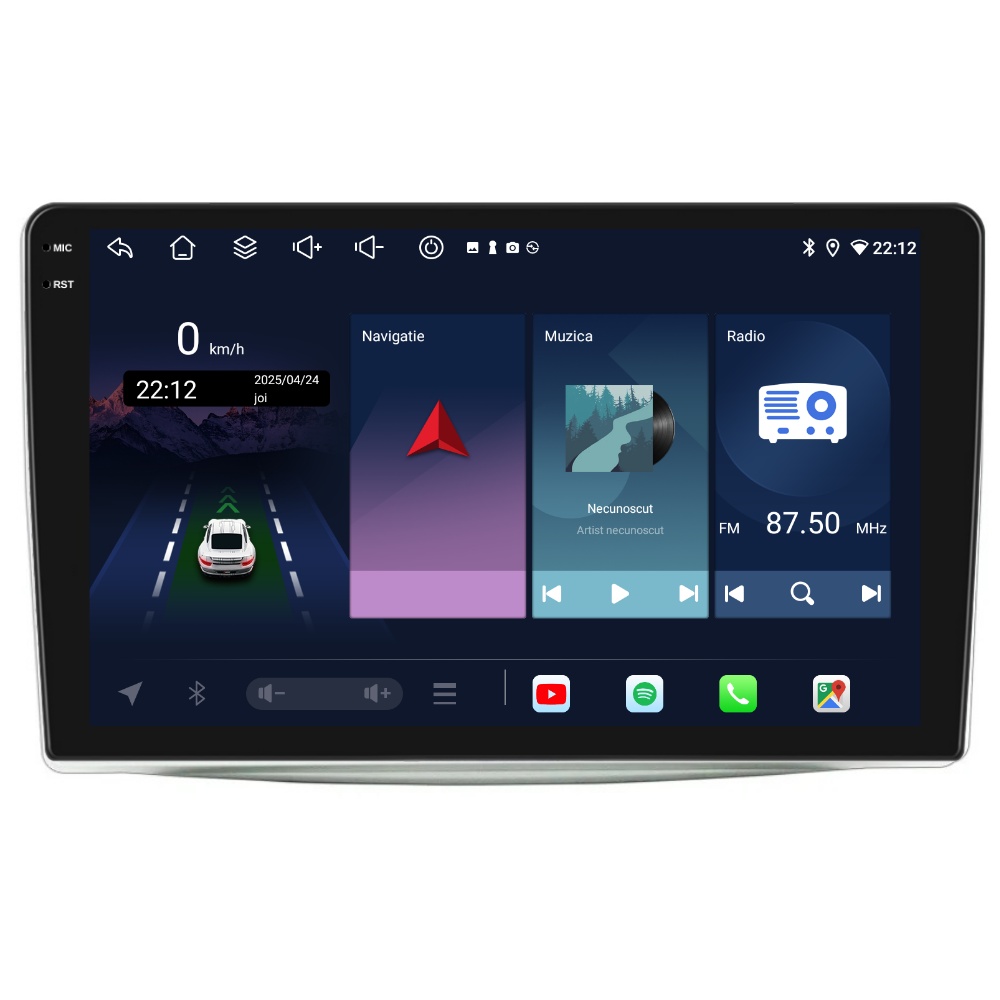 MIC
RST
22:12
0 km/h
22:12
2025/04/24
joi
Navigatie
Muzica
Necunoscut
Artist necunoscut
Radio
FM 87.50 MHz
G